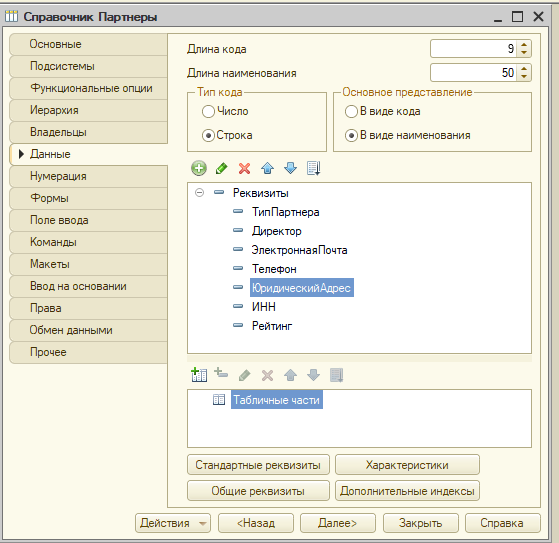 Справочник Партнеры
Основные
Подсистемы
Функциональные опции
Иерархия
Владельцы
Данные
Нумерация
Формы
Поле ввода
Команды
Макеты
Ввод на основании
Права
Обмен данными
Прочее
Длина кода 9
Длина наименования 50
Тип кода
Число
Строка
Основное представление
В виде кода
В виде наименования
Реквизиты
ТипПартнера
Директор
ЭлектроннаяПочта
Телефон
ЮридическийАдрес
ИНН
Рейтинг
Табличные части
Стандартные реквизиты Характеристики
Общие реквизиты Дополнительные индексы
Действия <Назад Далее> Закрыть Справка